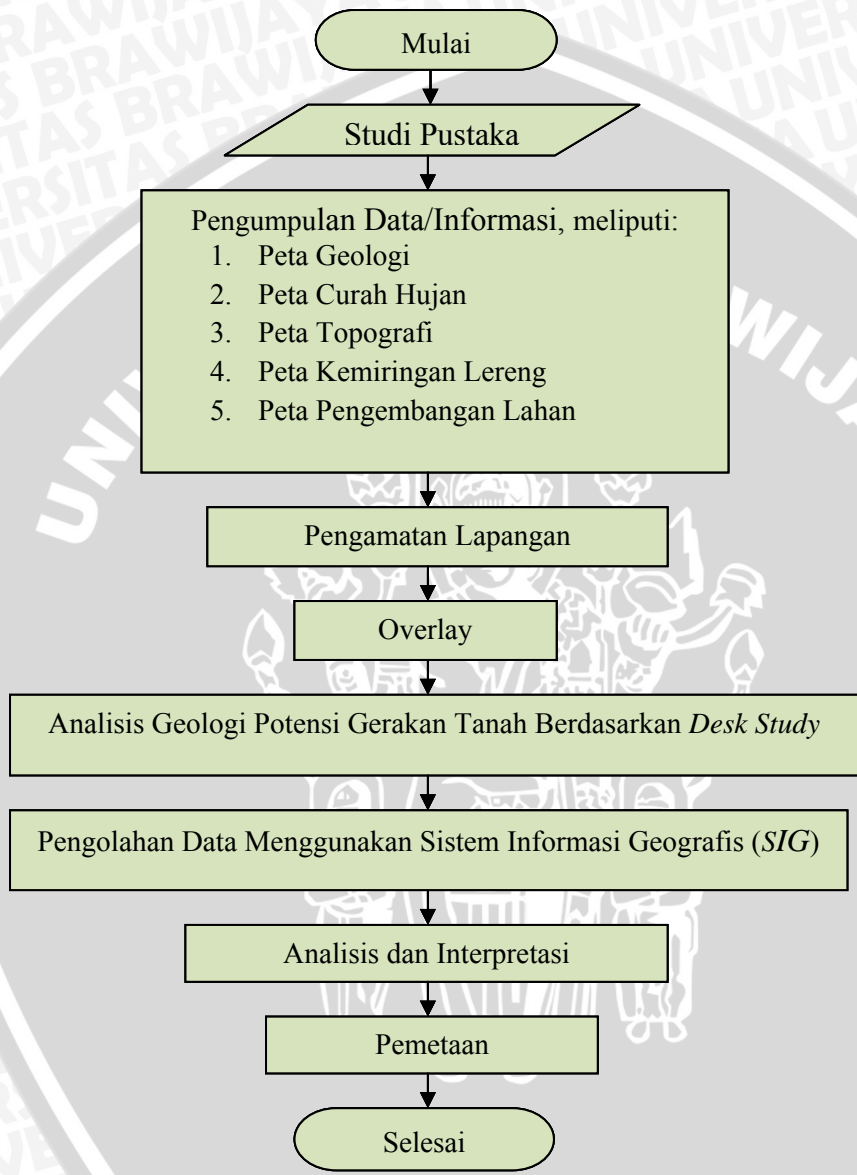 Mulai
Studi Pustaka
Pengumpulan Data/Informasi, meliputi:
1. Peta Geologi
2. Peta Curah Hujan
3. Peta Topografi
4. Peta Kemiringan Lereng
5. Peta Pengembangan Lahan
Pengamatan Lapangan
Overlay
Analisis Geologi Potensi Gerakan Tanah Berdasarkan Desk Study
Pengolahan Data Menggunakan Sistem Informasi Geografis (SIG)
Analisis dan Interpretasi
Pemetaan
Selesai